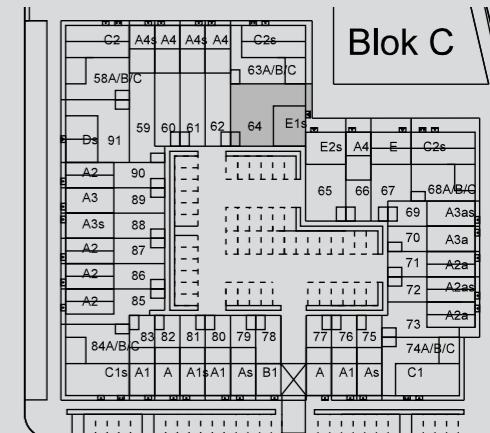 C2 A4s A4 A4s A4 C2s
Blok C
58A/B/C 63A/B/C
59 60 61 62 64 E1s
Ds 91 E2s A4 E C2s
A2 90 65 66 67 68A/B/C
A3 89 69 A3as
A3s 88 70 A3a
A2 87 71 A2a
A2 86 72 A2as
A2 85 73 A2a
84A/B/C 83 82 81 80 79 78 77 76 75 74A/B/C
C1s A1 A A1s A1 As B1 A A1 As C1